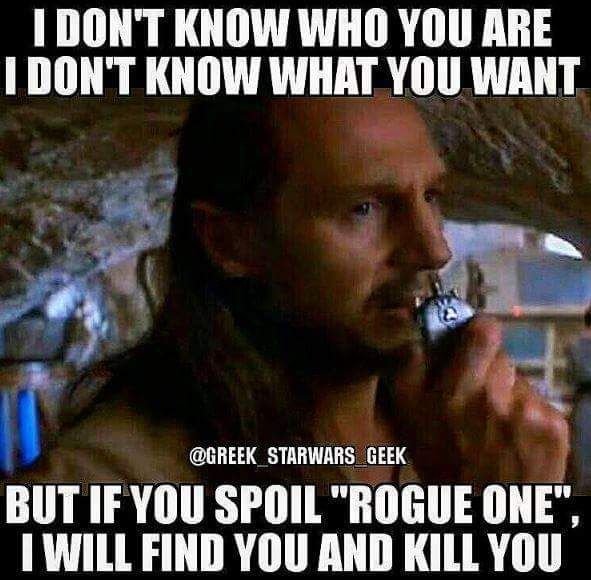 I DON'T KNOW WHO YOU ARE
I DON'T KNOW WHAT YOU WANT
@GREEK_STARWARS_GEEK
BUT IF YOU SPOIL "ROGUE ONE",
I WILL FIND YOU AND KILL YOU